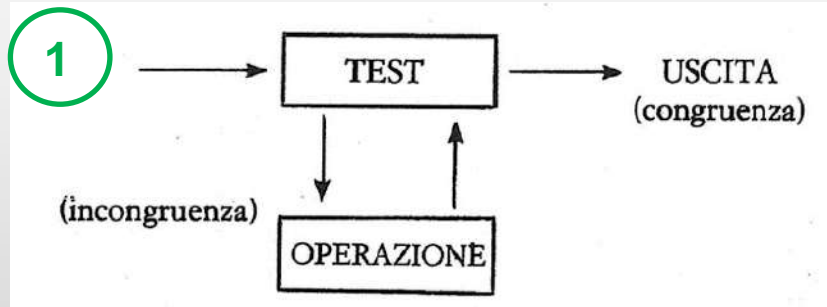 1
TEST
USCITA
(congruenza)
(incongruenza)
OPERAZIONE